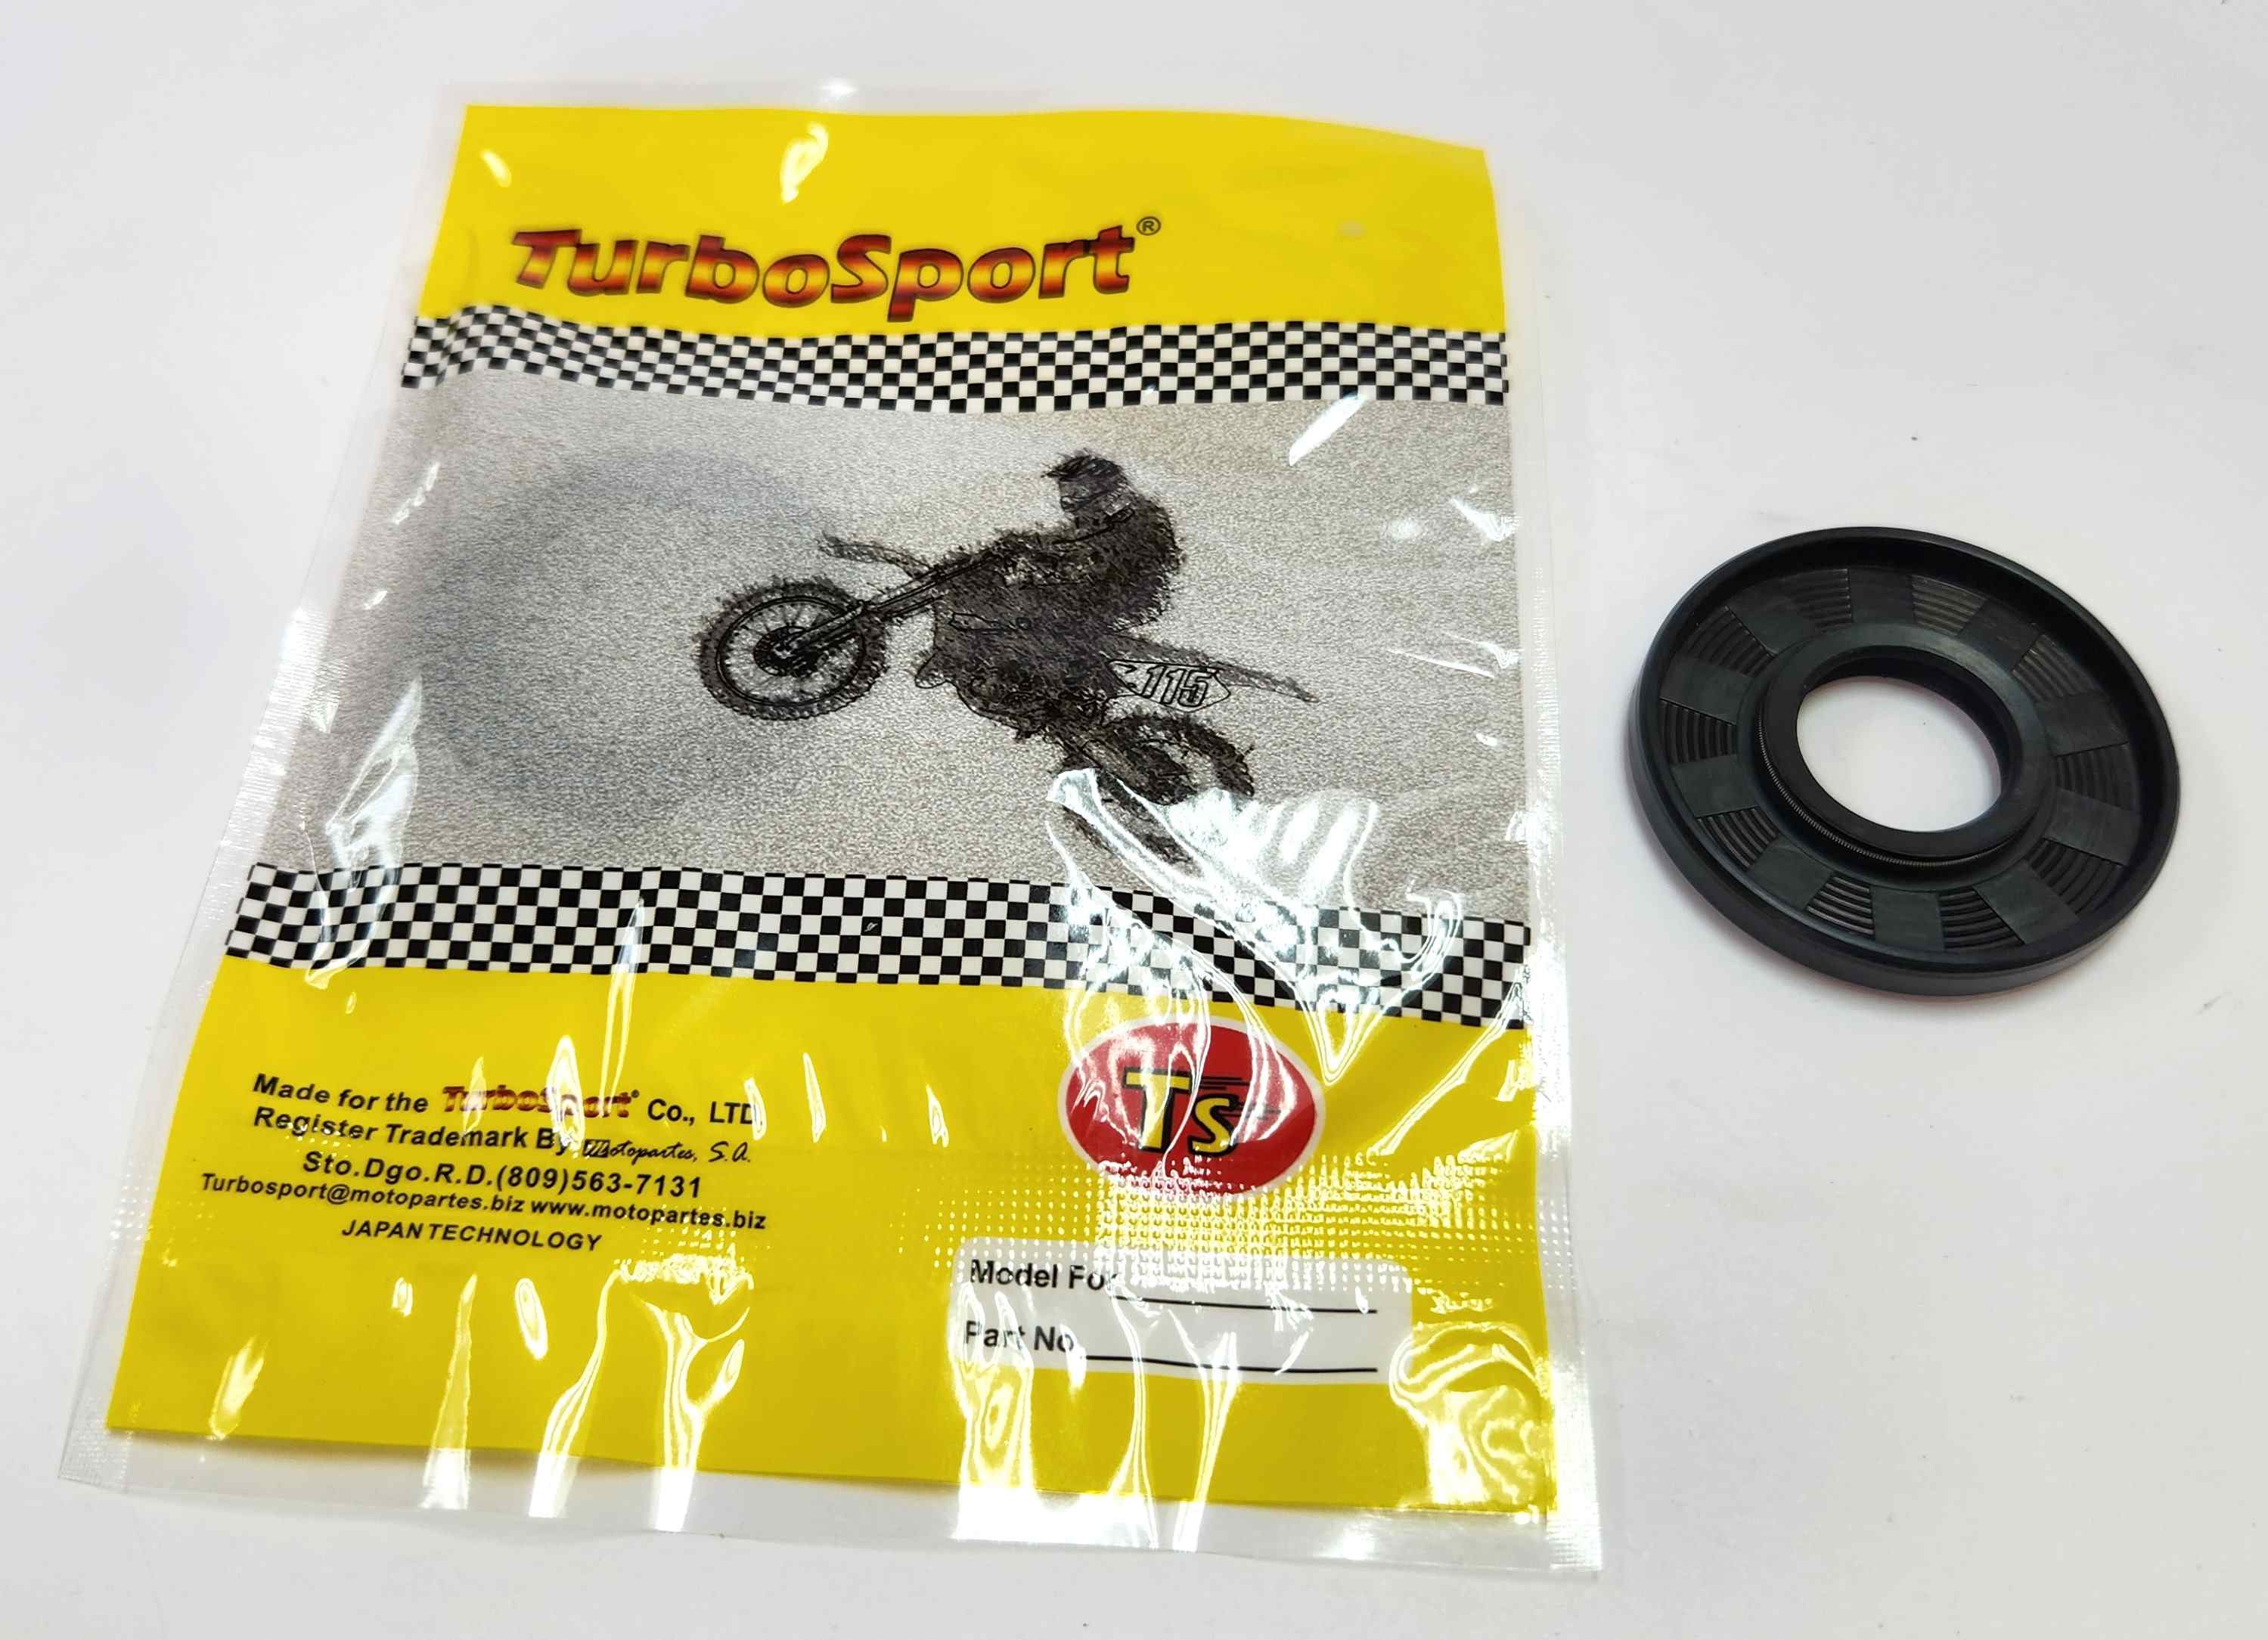 TurboSport®
115
Made for the TurboSport® Co., LTD
Register Trademark By Motopartes, S.A.
Sto.Dgo.R.D.(809)563-7131
Turbosport@motopartes.biz www.motopartes.biz
JAPAN TECHNOLOGY
TS
Model For
Part No